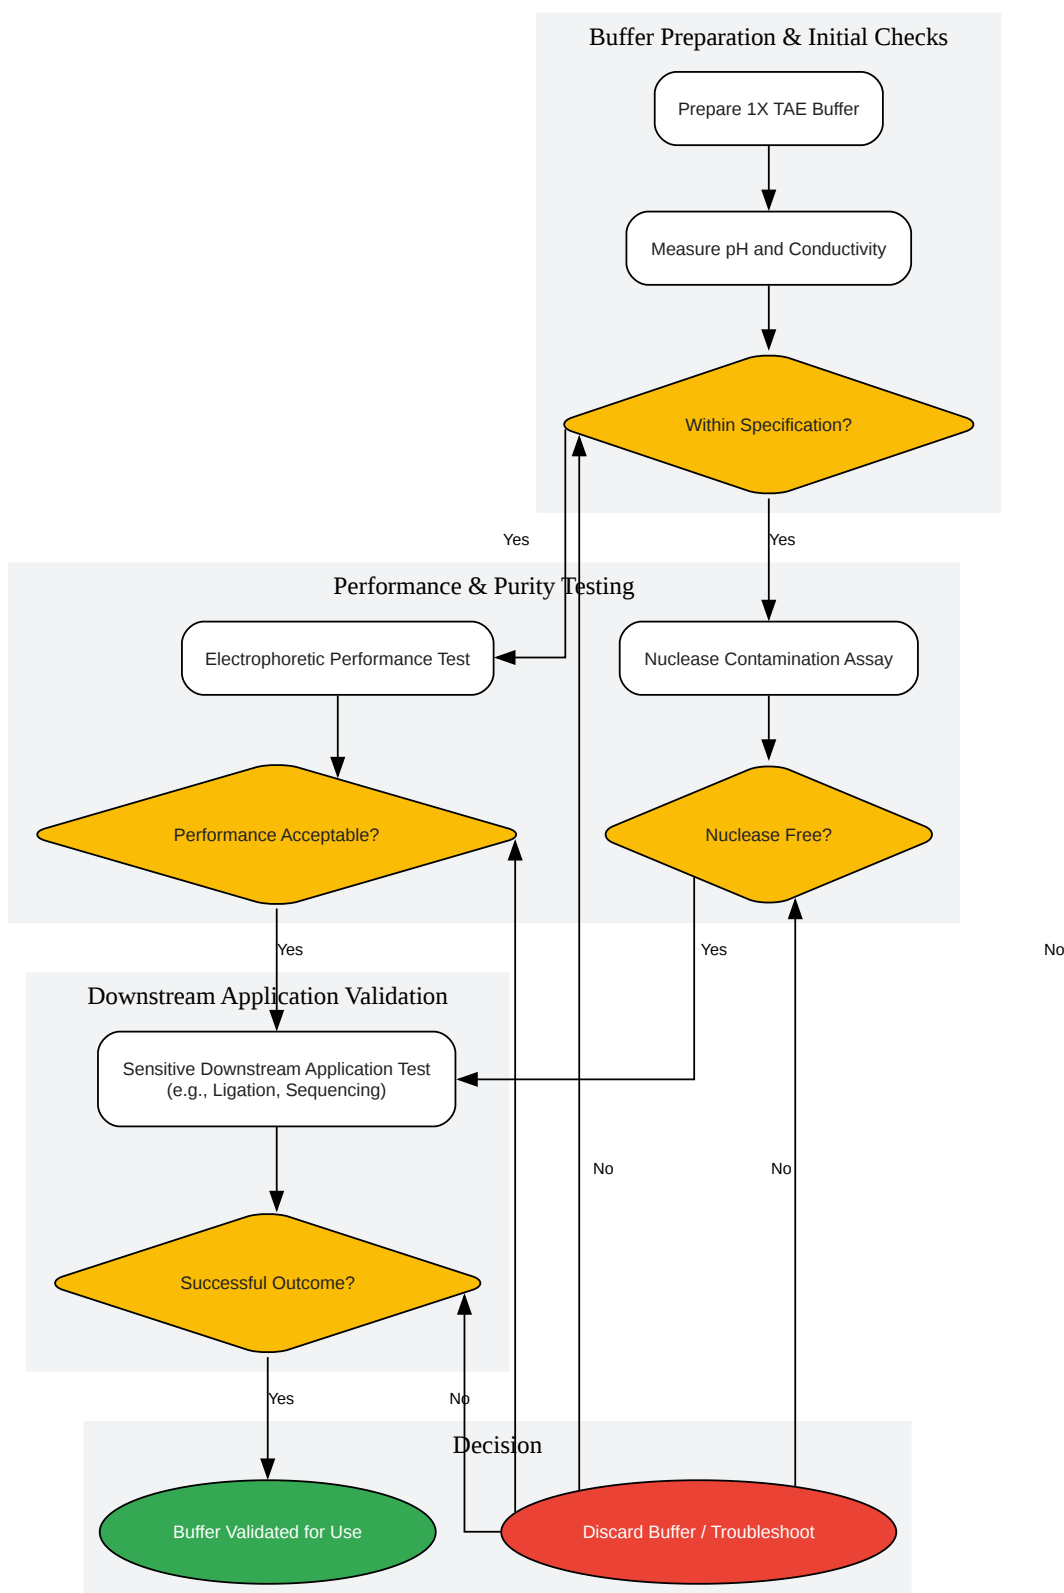 Buffer Preparation & Initial Checks
Prepare 1X TAE Buffer
Measure pH and Conductivity
Within Specification?
Yes
Yes
Performance & Purity Testing
Electrophoretic Performance Test
Nuclease Contamination Assay
Performance Acceptable?
Nuclease Free?
Yes
Yes
No
Downstream Application Validation
Sensitive Downstream Application Test
(e.g., Ligation, Sequencing)
No
No
Successful Outcome?
Yes
No
Decision
Buffer Validated for Use
Discard Buffer / Troubleshoot